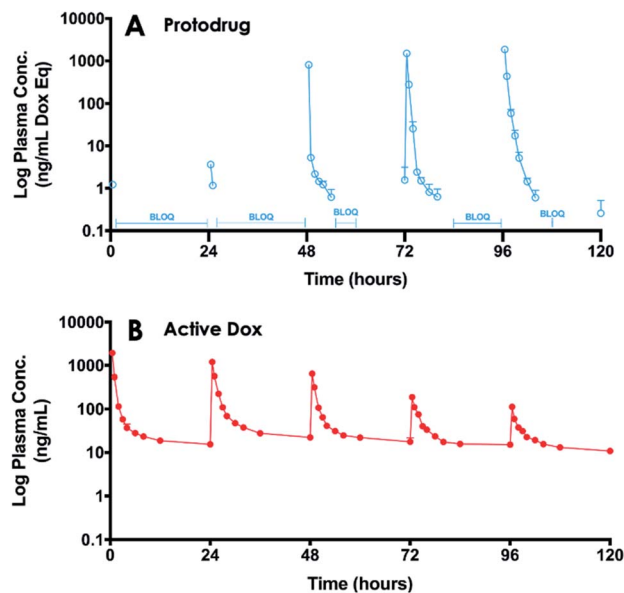 A Protodrug
Log Plasma Conc.
(ng/mL Dox Eq)
10000
1000
100
10
1
0.1
BLOQ
BLOQ
BLOQ
BLOQ
BLOQ
0 24 48 72 96 120
Time (hours)
B Active Dox
Log Plasma Conc.
(ng/mL)
10000
1000
100
10
1
0.1
0 24 48 72 96 120
Time (hours)